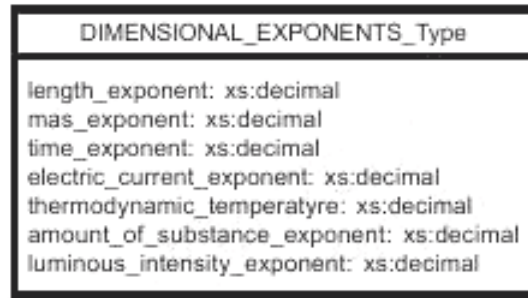 DIMENSIONAL_EXPONENTS_Type
length_exponent: xs:decimal
mas_exponent: xs:decimal
time_exponent: xs:decimal
electric_current_exponent: xs:decimal
thermodynamic_temperatyre: xs:decimal
amount_of_substance_exponent: xs:decimal
luminous_intensity_exponent: xs:decimal